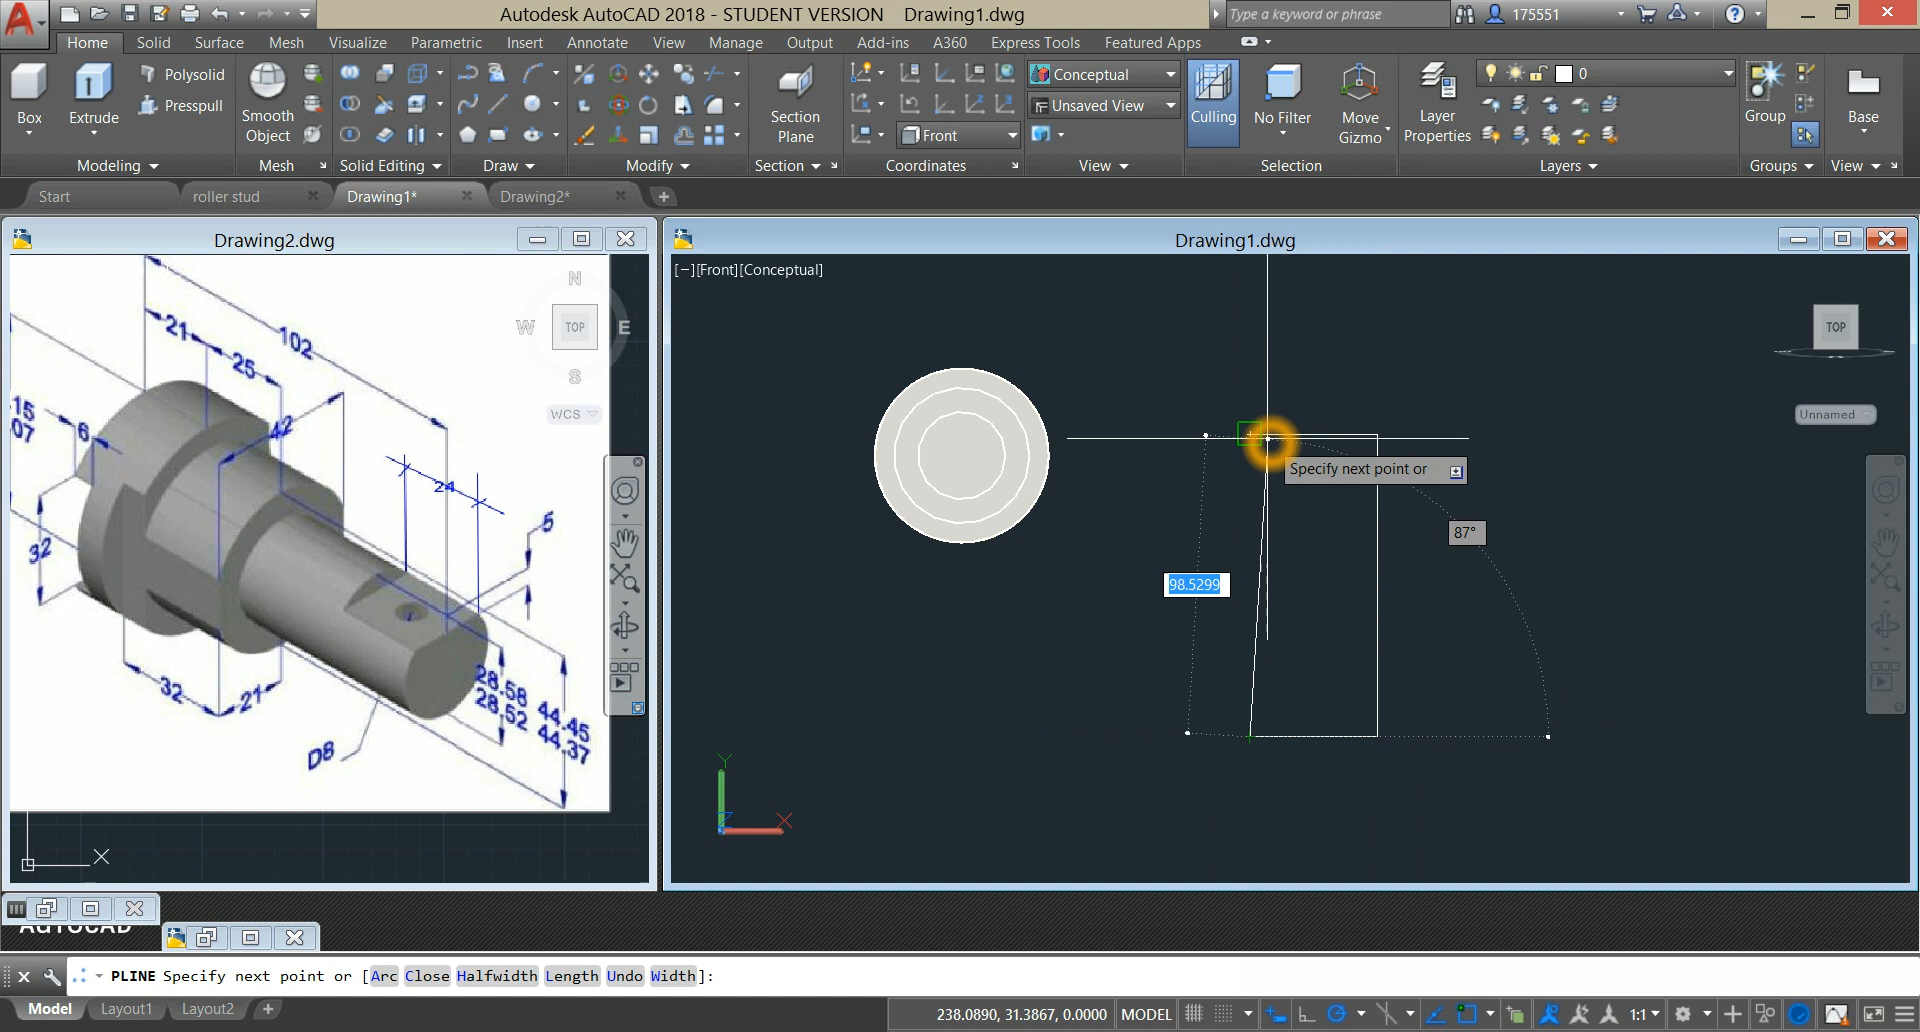 Autodesk AutoCAD 2018 - STUDENT VERSION Drawing1.dwg
Type a keyword or phrase
175551
Home Solid Surface Mesh Visualize Parametric Insert Annotate View Manage Output Add-ins A360 Express Tools Featured Apps
Box
Extrude
Polysolid
Presspull
Smooth
Object
Section
Plane
Front
Conceptual
Unsaved View
Culling
No Filter
Move
Gizmo
Layer
Properties
0
Group
Base
Modeling
Mesh
Solid Editing
Draw
Modify
Section
Coordinates
View
Selection
Layers
Groups
View
Start
roller stud
Drawing1*
Drawing2*
Drawing2.dwg
N
W
TOP
E
S
WCS
21
25
102
42
15
07
6
32
24
5
32
21
D8
28.58
28.52
44.45
44.37
X
Drawing1.dwg
[−][Front][Conceptual]
TOP
Unnamed
Specify next point or
87°
98.5299
Y
X
Z
AUTOCAD
PLINE Specify next point or [Arc Close Halfwidth Length Undo Width]:
Model Layout1 Layout2
238.0890, 31.3867, 0.0000
MODEL
1:1